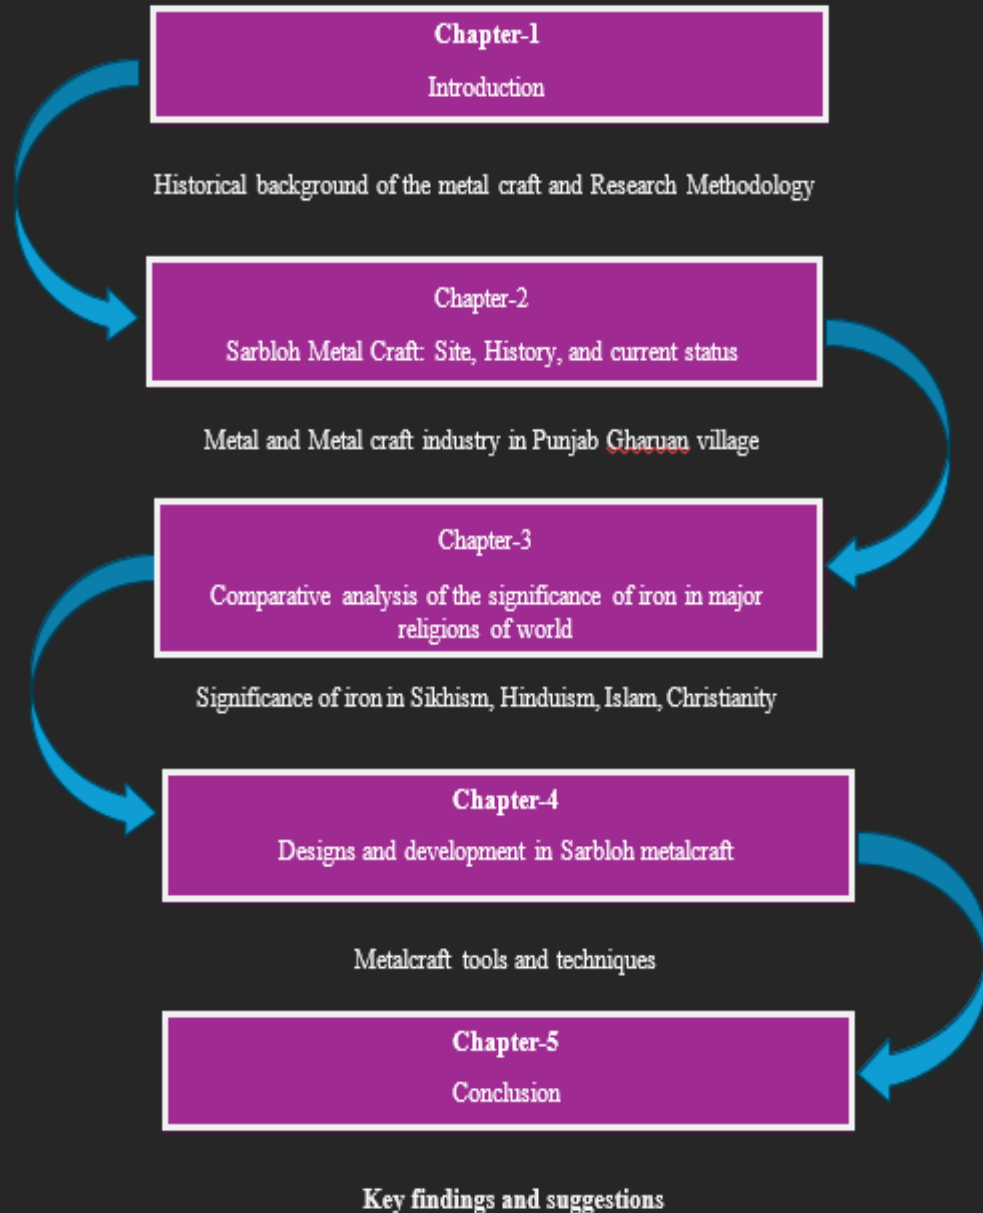 Chapter-1
Introduction
Historical background of the metal craft and Research Methodology
Chapter-2
Sarbloh Metal Craft: Site, History, and current status
Metal and Metal craft industry in Punjab Gharuan village
Chapter-3
Comparative analysis of the significance of iron in major
religions of world
Significance of iron in Sikhism, Hinduism, Islam, Christianity
Chapter-4
Designs and development in Sarbloh metalcraft
Metalcraft tools and techniques
Chapter-5
Conclusion
Key findings and suggestions